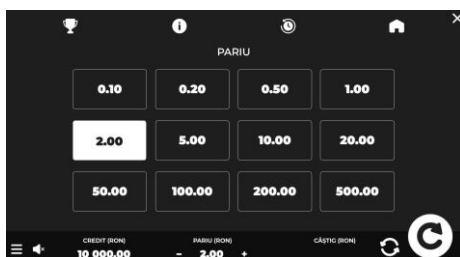 PARIU
0.10 0.20 0.50 1.00
2.00 5.00 10.00 20.00
50.00 100.00 200.00 500.00
CREDIT (RON) PARIU (RON) CÂȘTIG (RON)
10 000.00 - 2.00 +